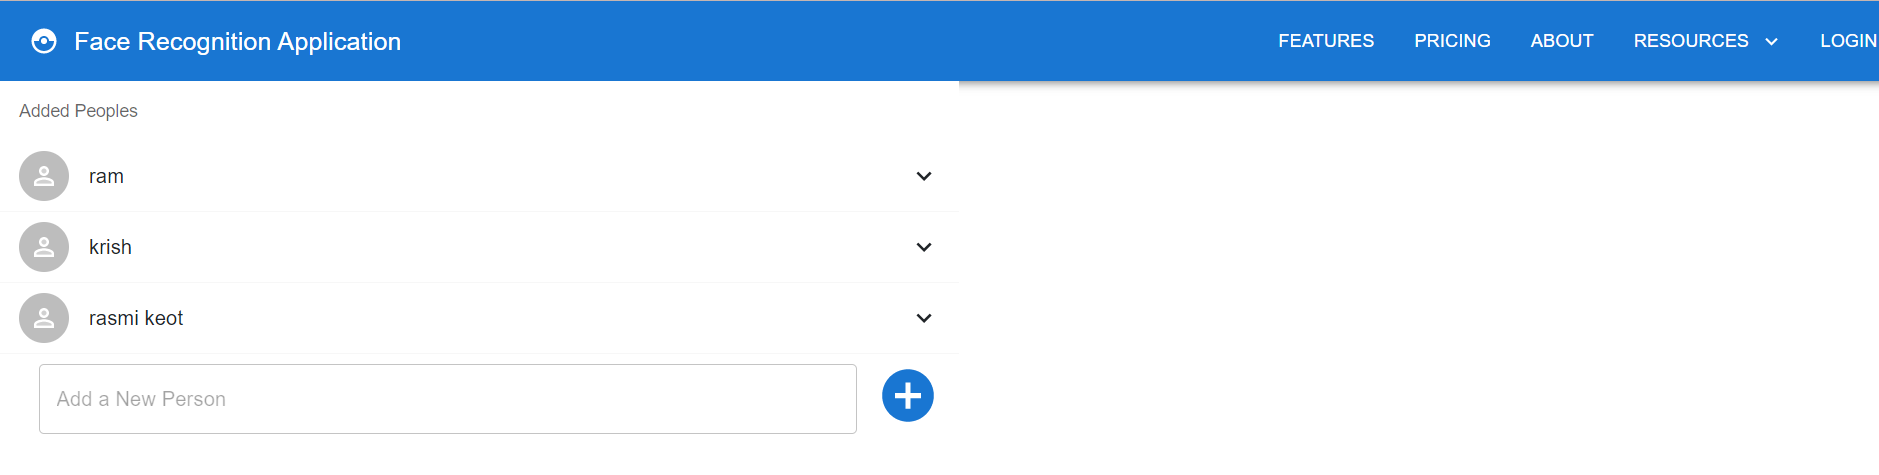 Face Recognition Application FEATURES PRICING ABOUT RESOURCES LOGIN
Added Peoples
ram
krish
rasmi keot
Add a New Person